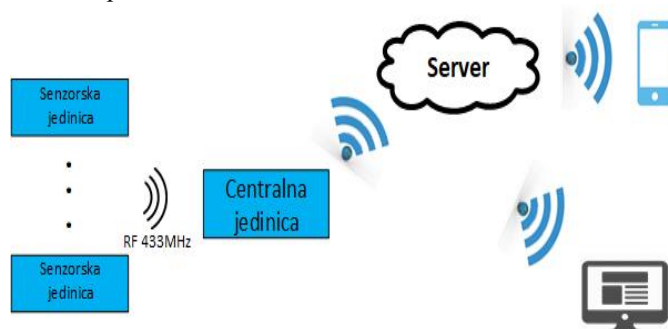 Senzorska
jedinica
RF 433MHz
Senzorska
jedinica
Centralna
jedinica
Server